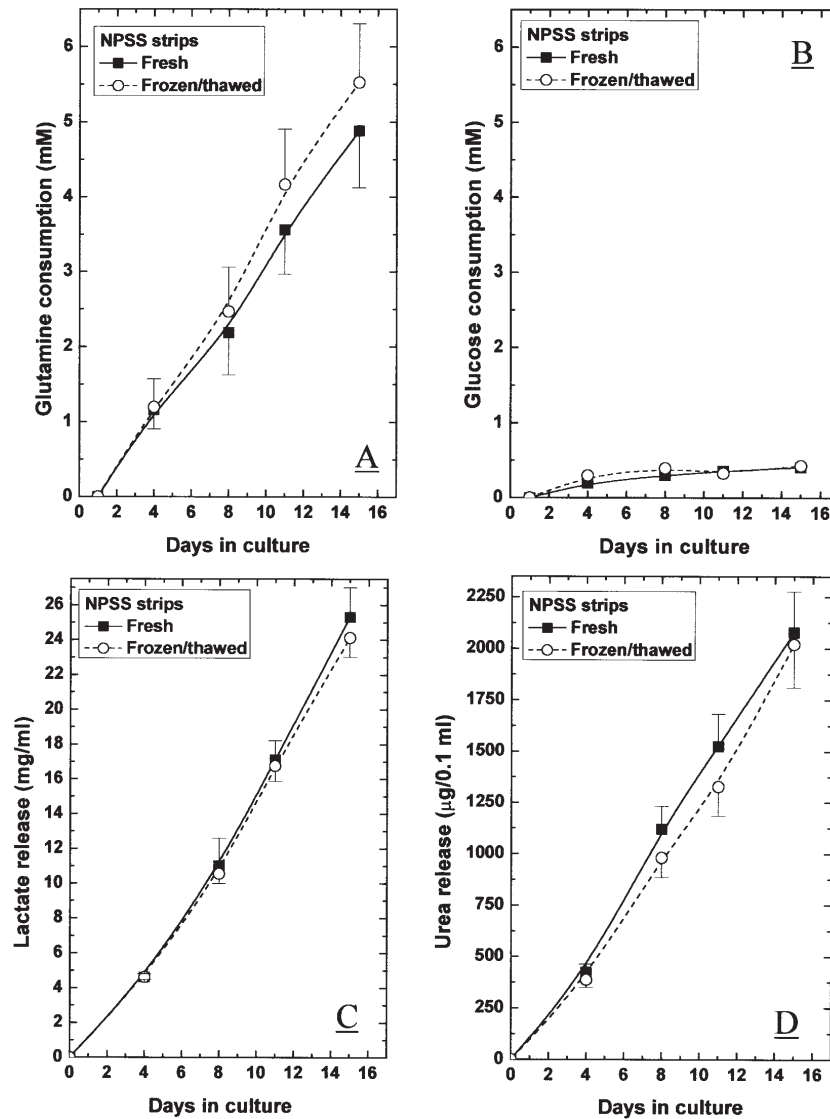 NPSS strips
Fresh
Frozen/thawed
Glutamine consumption (mM)
6
5
4
3
2
1
0
0 2 4 6 8 10 12 14 16
Days in culture
A
NPSS strips
Fresh
Frozen/thawed
B
Glucose consumption (mM)
6
5
4
3
2
1
0
0 2 4 6 8 10 12 14 16
Days in culture
NPSS strips
Fresh
Frozen/thawed
Lactate release (mg/ml)
26
24
22
20
18
16
14
12
10
8
6
4
2
0
0 2 4 6 8 10 12 14 16
Days in culture
C
NPSS strips
Fresh
Frozen/thawed
Urea release (µg/0.1 ml)
2250
2000
1750
1500
1250
1000
750
500
250
0
0 2 4 6 8 10 12 14 16
Days in culture
D